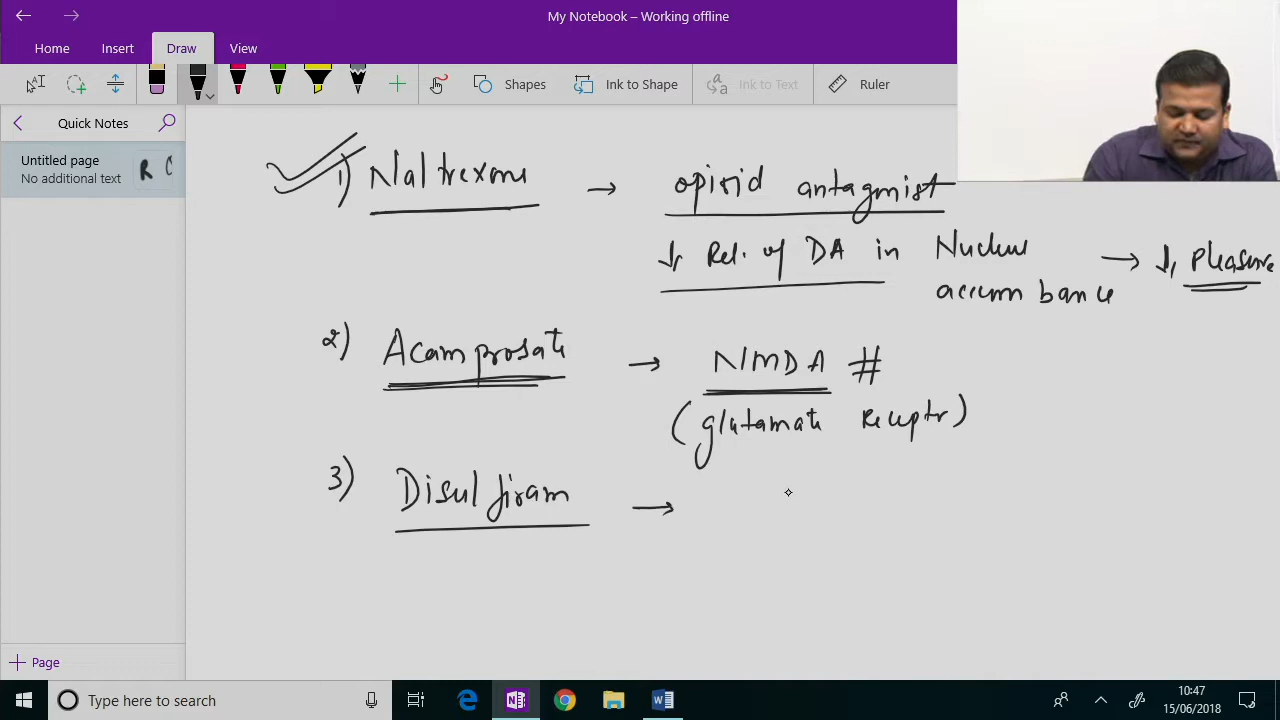 My Notebook – Working offline
Home Insert Draw View
Shapes Ink to Shape Ink to Text Ruler
Quick Notes
Untitled page
No additional text
R C
1) Naltrexone → opioid antagonist
↓ Rel. of DA in Nucleus → ↓ Pleasure
accumbance
2) Acamprosate → NMDA #
(glutamate Receptr)
3) Disulfiram →
Page
Type here to search
10:47
15/06/2018